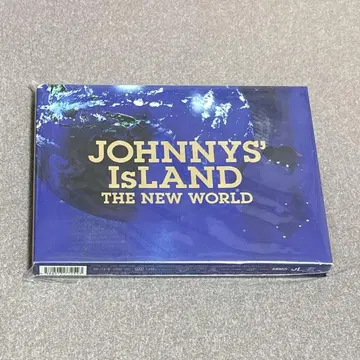 JOHNNYS'
IsLAND
THE NEW WORLD